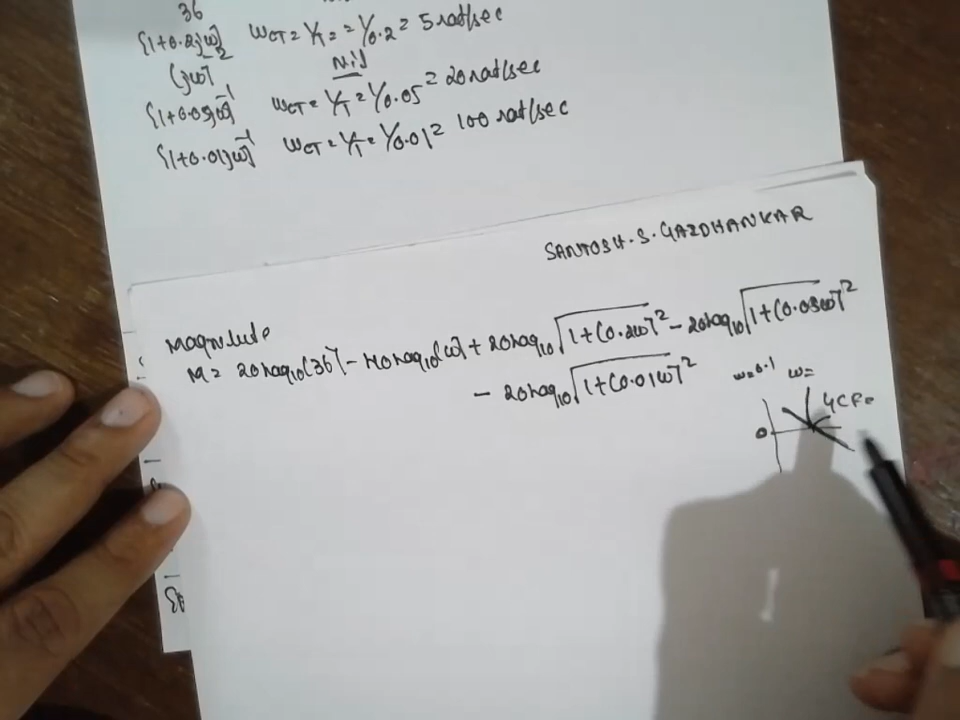 36
{1+0.2jω} ωCT = 1/T = 1/0.2 = 5 rad/sec
(jω)^-2 Nil
{1+0.05jω}^-1 ωCT = 1/T = 1/0.05 = 20 rad/sec
{1+0.01jω}^-1 ωCT = 1/T = 1/0.01 = 100 rad/sec
SANTOSH.S.GAIDHANKAR
Magnitude
M = 20log10(36) - 40log10(ω) + 20log10√1+(0.2ω)^2 - 20log10√1+(0.05ω)^2
- 20log10√1+(0.01ω)^2
ω=0.1 ω=
GCF=
0